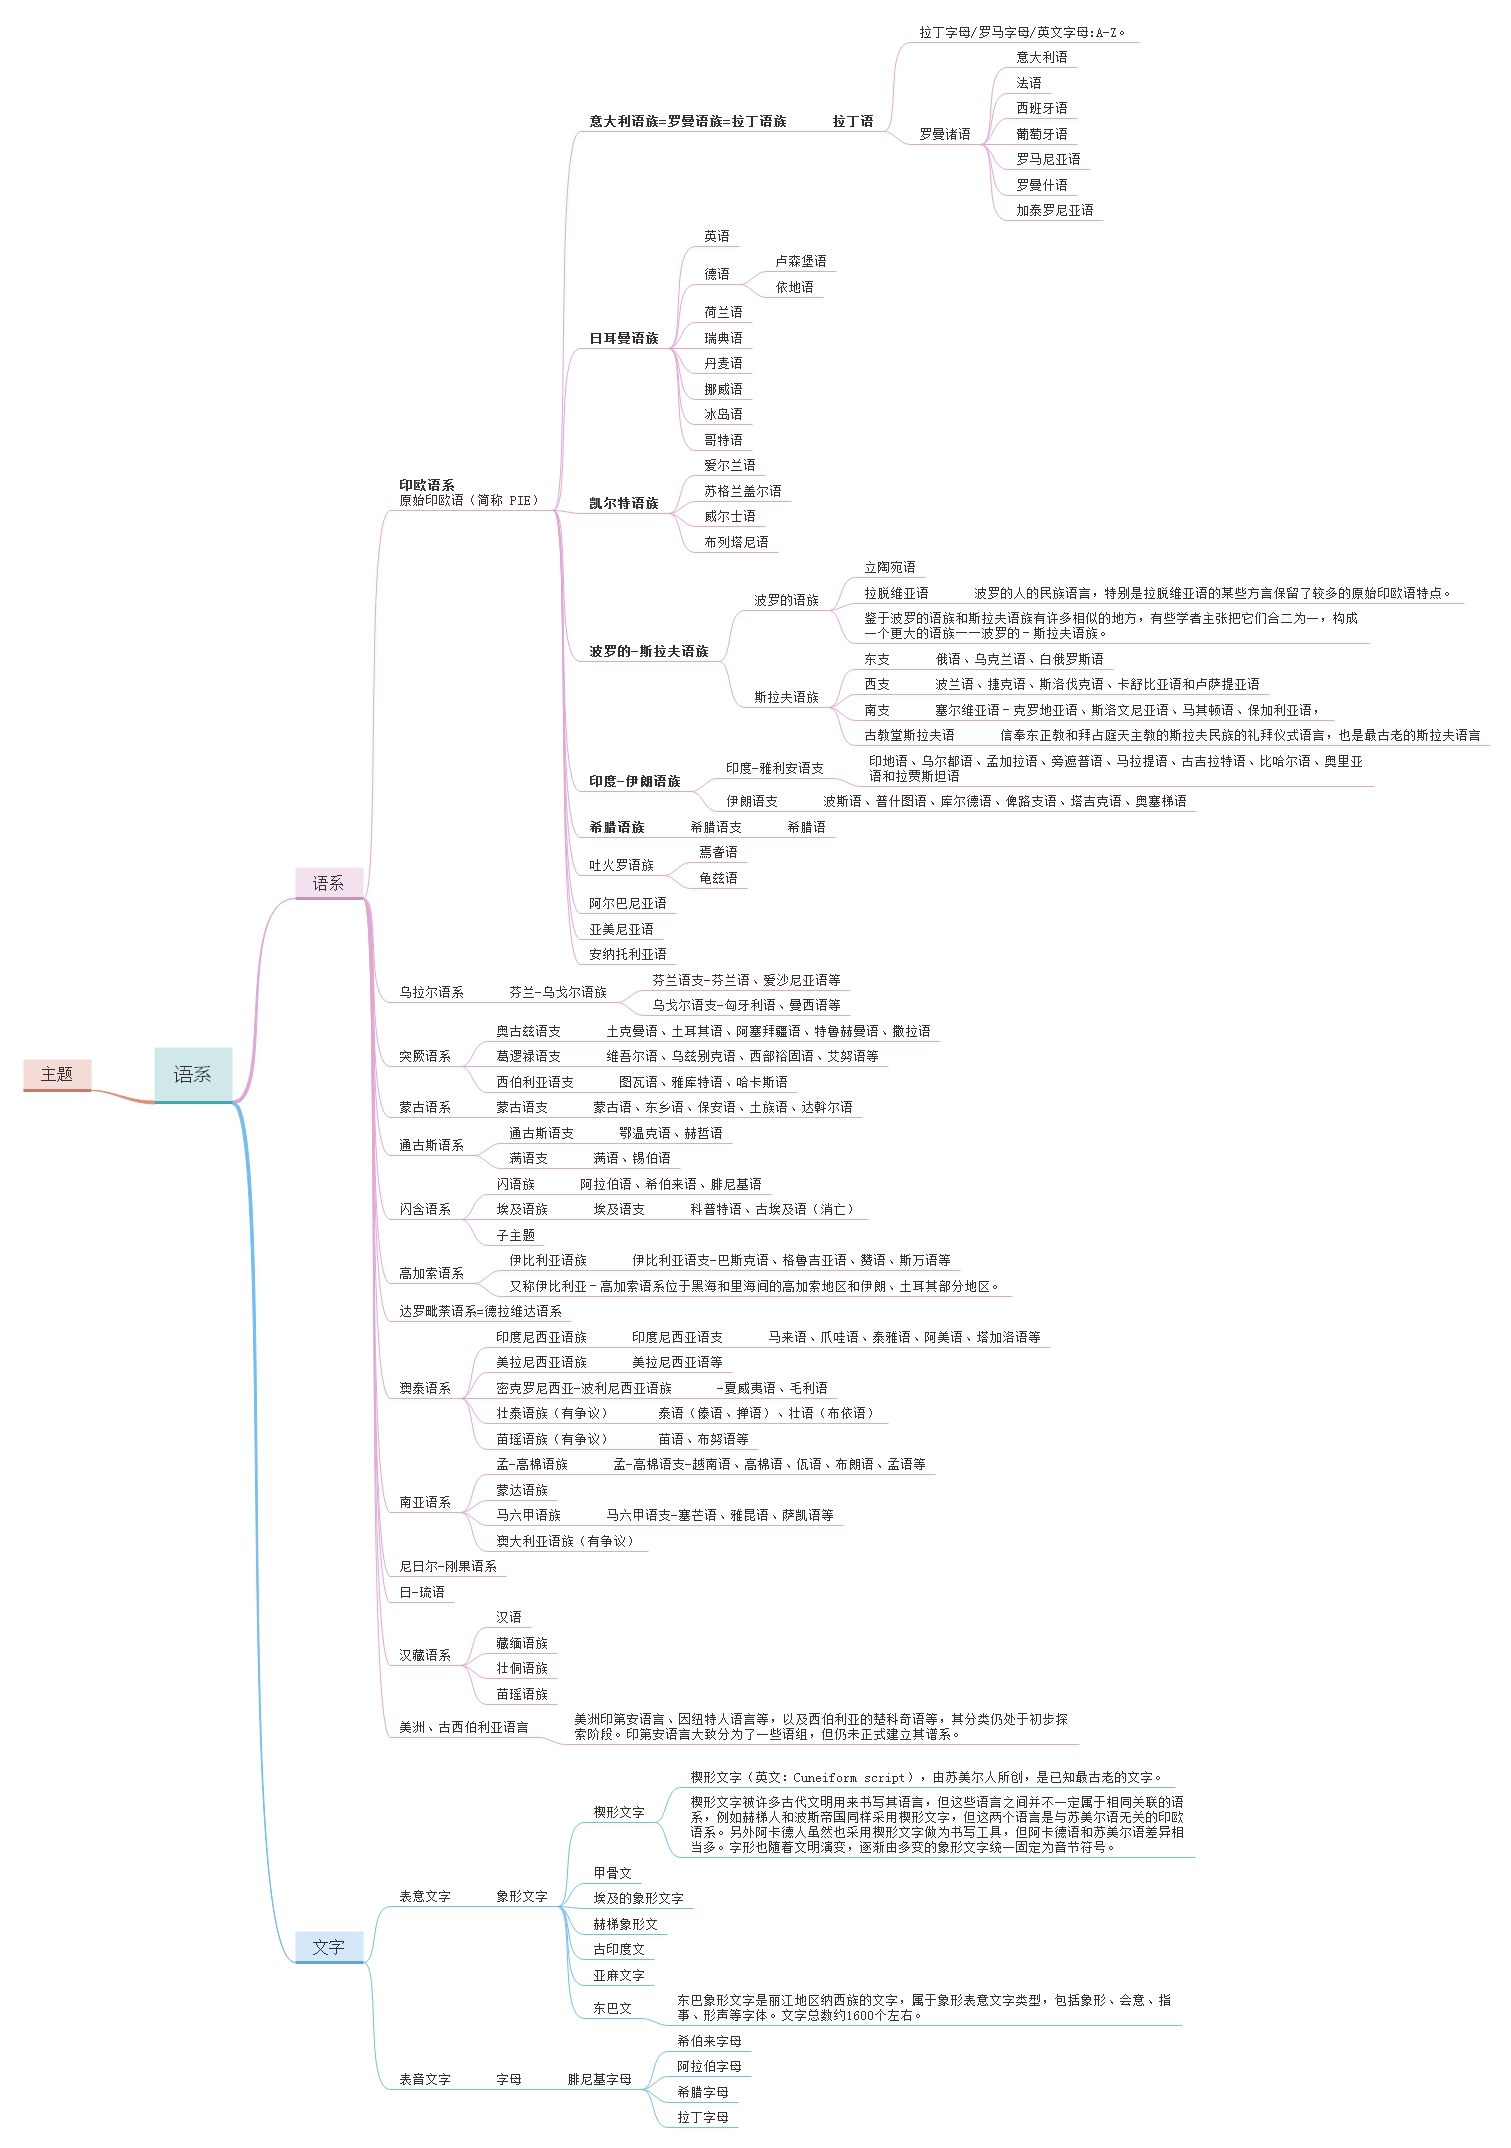 拉丁字母/罗马字母/英文字母:A-Z。
意大利语
法语
西班牙语
意大利语族=罗曼语族=拉丁语族 拉丁语
罗曼诸语
葡萄牙语
罗马尼亚语
罗曼什语
加泰罗尼亚语
英语
德语
卢森堡语
依地语
荷兰语
日耳曼语族
瑞典语
丹麦语
挪威语
冰岛语
哥特语
印欧语系
原始印欧语（简称 PIE）
爱尔兰语
苏格兰盖尔语
凯尔特语族
威尔士语
布列塔尼语
立陶宛语
波罗的语族
拉脱维亚语 波罗的人的民族语言，特别是拉脱维亚语的某些方言保留了较多的原始印欧语特点。
鉴于波罗的语族和斯拉夫语族有许多相似的地方，有些学者主张把它们合二为一，构成
一个更大的语族——波罗的–斯拉夫语族。
波罗的-斯拉夫语族
东支 俄语、乌克兰语、白俄罗斯语
西支 波兰语、捷克语、斯洛伐克语、卡舒比亚语和卢萨提亚语
斯拉夫语族
南支 塞尔维亚语–克罗地亚语、斯洛文尼亚语、马其顿语、保加利亚语，
古教堂斯拉夫语 信奉东正教和拜占庭天主教的斯拉夫民族的礼拜仪式语言，也是最古老的斯拉夫语言
印度-伊朗语族
印度-雅利安语支
印地语、乌尔都语、孟加拉语、旁遮普语、马拉提语、古吉拉特语、比哈尔语、奥里亚
语和拉贾斯坦语
伊朗语支 波斯语、普什图语、库尔德语、俾路支语、塔吉克语、奥塞梯语
希腊语族 希腊语支 希腊语
吐火罗语族
焉耆语
龟兹语
阿尔巴尼亚语
亚美尼亚语
安纳托利亚语
语系
乌拉尔语系 芬兰-乌戈尔语族
芬兰语支-芬兰语、爱沙尼亚语等
乌戈尔语支-匈牙利语、曼西语等
突厥语系
奥古兹语支 土克曼语、土耳其语、阿塞拜疆语、特鲁赫曼语、撒拉语
葛逻禄语支 维吾尔语、乌兹别克语、西部裕固语、艾努语等
西伯利亚语支 图瓦语、雅库特语、哈卡斯语
主题
语系
蒙古语系 蒙古语支 蒙古语、东乡语、保安语、土族语、达斡尔语
通古斯语系
通古斯语支 鄂温克语、赫哲语
满语支 满语、锡伯语
闪含语系
闪语族 阿拉伯语、希伯来语、腓尼基语
埃及语族 埃及语支 科普特语、古埃及语（消亡）
子主题
高加索语系
伊比利亚语族 伊比利亚语支-巴斯克语、格鲁吉亚语、赞语、斯万语等
又称伊比利亚–高加索语系位于黑海和里海间的高加索地区和伊朗、土耳其部分地区。
达罗毗荼语系=德拉维达语系
澳泰语系
印度尼西亚语族 印度尼西亚语支 马来语、爪哇语、泰雅语、阿美语、塔加洛语等
美拉尼西亚语族 美拉尼西亚语等
密克罗尼西亚-波利尼西亚语族 -夏威夷语、毛利语
壮泰语族（有争议） 泰语（傣语、掸语）、壮语（布依语）
苗瑶语族（有争议） 苗语、布努语等
南亚语系
孟-高棉语族 孟-高棉语支-越南语、高棉语、佤语、布朗语、孟语等
蒙达语族
马六甲语族 马六甲语支-塞芒语、雅昆语、萨凯语等
澳大利亚语族（有争议）
尼日尔-刚果语系
日-琉语
汉藏语系
汉语
藏缅语族
壮侗语族
苗瑶语族
美洲、古西伯利亚语言
美洲印第安语言、因纽特人语言等，以及西伯利亚的楚科奇语等，其分类仍处于初步探
索阶段。印第安语言大致分为了一些语组，但仍未正式建立其谱系。
文字
表意文字 象形文字
楔形文字
楔形文字（英文：Cuneiform script），由苏美尔人所创，是已知最古老的文字。
楔形文字被许多古代文明用来书写其语言，但这些语言之间并不一定属于相同关联的语
系，例如赫梯人和波斯帝国同样采用楔形文字，但这两个语言是与苏美尔语无关的印欧
语系。另外阿卡德人虽然也采用楔形文字做为书写工具，但阿卡德语和苏美尔语差异相
当多。字形也随着文明演变，逐渐由多变的象形文字统一固定为音节符号。
甲骨文
埃及的象形文字
赫梯象形文
古印度文
亚麻文字
东巴文
东巴象形文字是丽江地区纳西族的文字，属于象形表意文字类型，包括象形、会意、指
事、形声等字体。文字总数约1600个左右。
表音文字 字母 腓尼基字母
希伯来字母
阿拉伯字母
希腊字母
拉丁字母